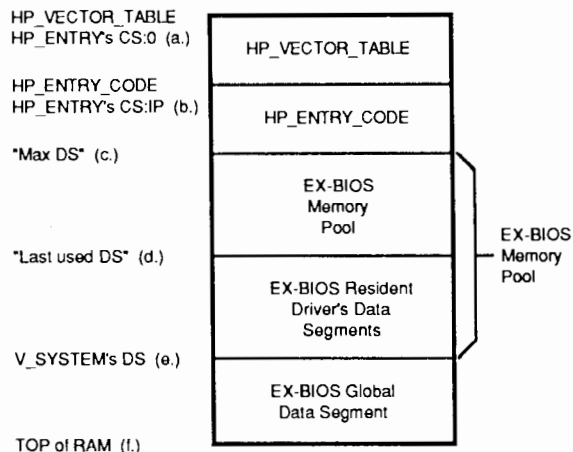 HP_VECTOR_TABLE
HP_ENTRY's CS:0 (a.)
HP_VECTOR_TABLE
HP_ENTRY_CODE
HP_ENTRY's CS:IP (b.)
HP_ENTRY_CODE
"Max DS" (c.)
EX-BIOS
Memory
Pool
"Last used DS" (d.)
EX-BIOS Resident
Driver's Data
Segments
EX-BIOS
Memory
Pool
V_SYSTEM's DS (e.)
EX-BIOS Global
Data Segment
TOP of RAM (f.)